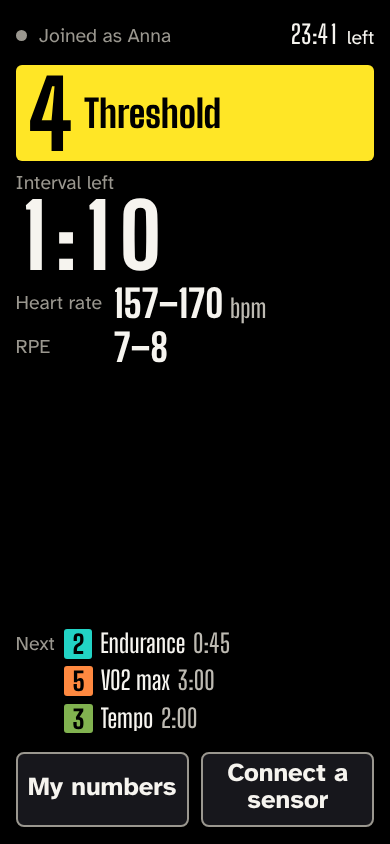 Joined as Anna 23:41 left
4 Threshold
Interval left
1:10
Heart rate 157–170 bpm
RPE 7–8
Next 2 Endurance 0:45
5 VO2 max 3:00
3 Tempo 2:00
My numbers
Connect a
sensor